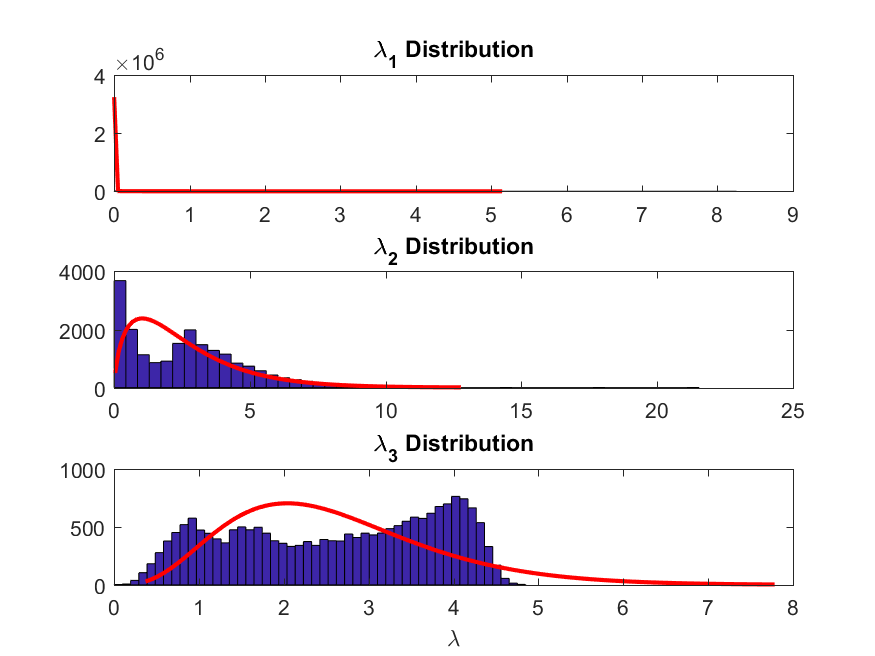 λ₁ Distribution
×10⁶
4
2
0
0 1 2 3 4 5 6 7 8 9
λ₂ Distribution
4000
2000
0
0 5 10 15 20 25
λ₃ Distribution
1000
500
0
0 1 2 3 4 5 6 7 8
λ